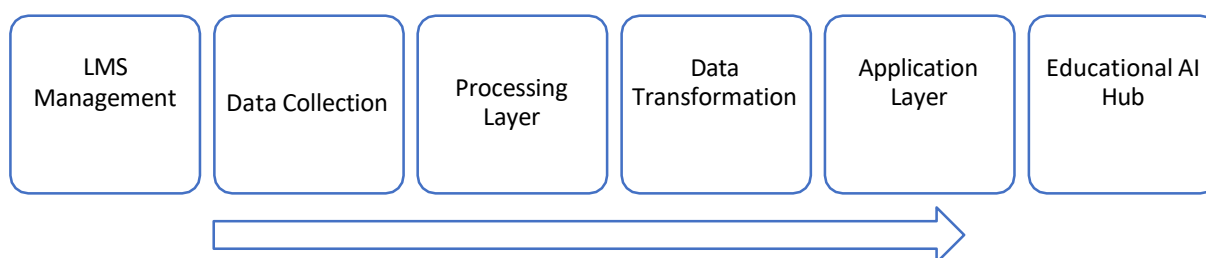 LMS
Management
Data Collection
Processing
Layer
Data
Transformation
Application
Layer
Educational AI
Hub